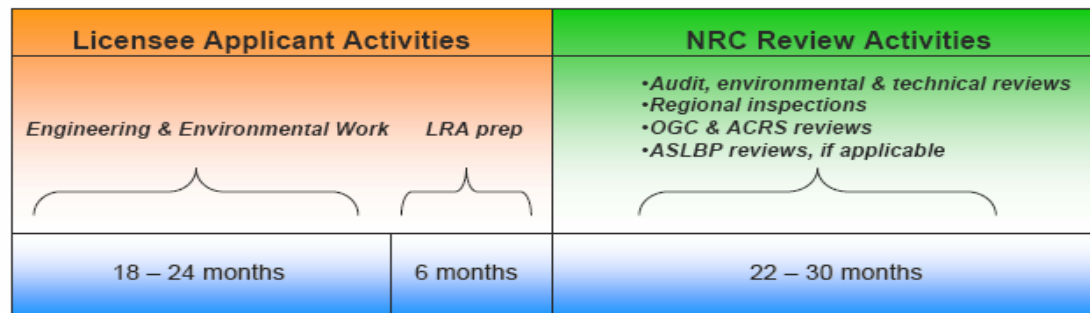 Licensee Applicant Activities
NRC Review Activities
•Audit, environmental & technical reviews
•Regional inspections
•OGC & ACRS reviews
•ASLBP reviews, if applicable
Engineering & Environmental Work
LRA prep
18 – 24 months
6 months
22 – 30 months